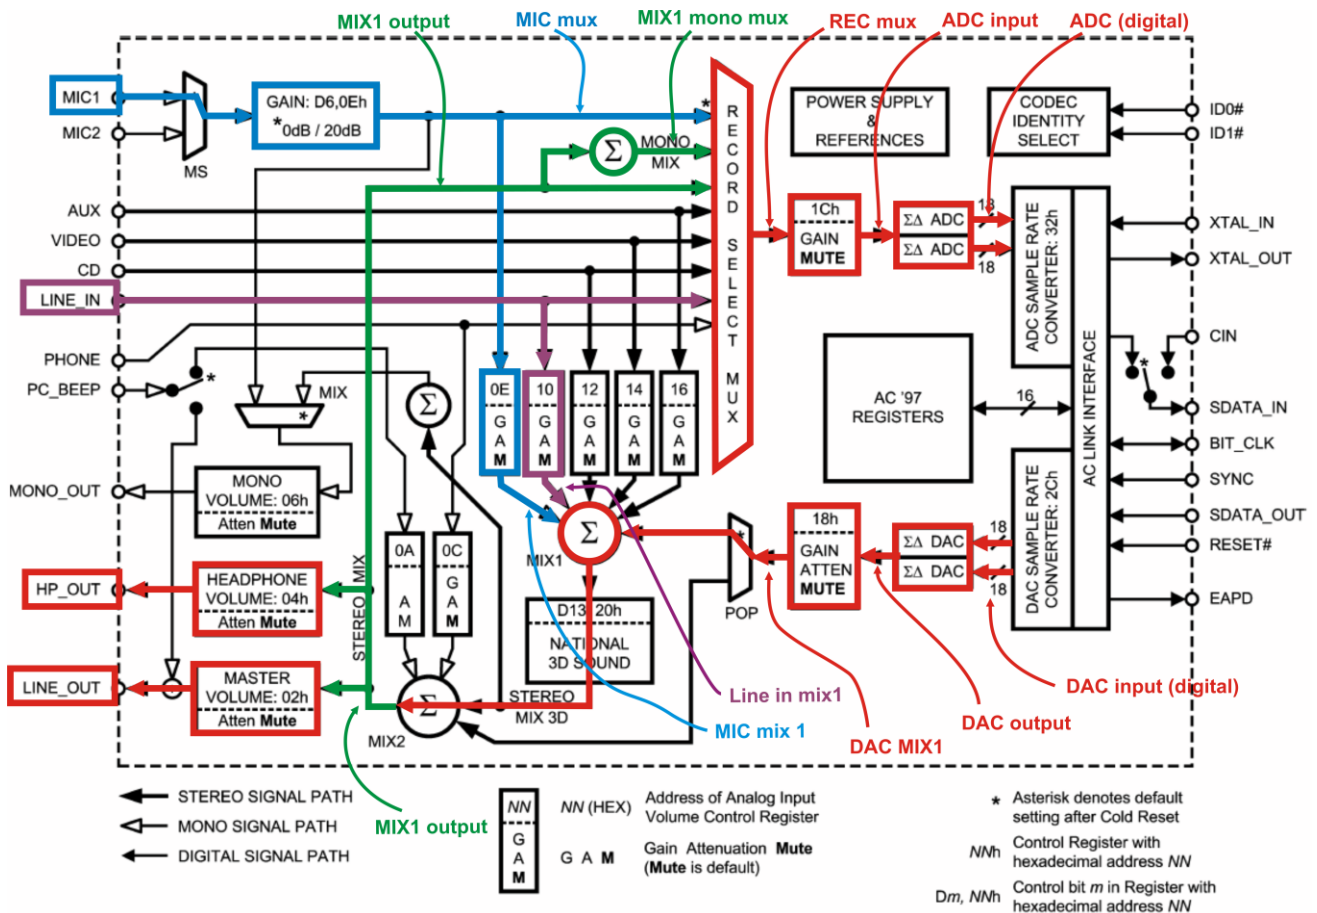 MIX1 output
MIC mux
MIX1 mono mux
REC mux
ADC input
ADC (digital)
MIC1
MIC2
MS
GAIN: D6,0Eh
*0dB / 20dB
*
RECORD SELECT MUX
Σ
MONO
MIX
POWER SUPPLY
&
REFERENCES
CODEC
IDENTITY
SELECT
ID0#
ID1#
AUX
VIDEO
CD
LINE_IN
PHONE
PC_BEEP
*
MIX
*
Σ
1Ch
GAIN
MUTE
ΣΔ ADC
ΣΔ ADC
18
18
ADC SAMPLE RATE
CONVERTER: 32h
AC LINK INTERFACE
XTAL_IN
XTAL_OUT
CIN
*
SDATA_IN
BIT_CLK
SYNC
SDATA_OUT
RESET#
EAPD
0E
G
A
M
10
G
A
M
12
G
A
M
14
G
A
M
16
G
A
M
AC '97
REGISTERS
16
MONO_OUT
MONO
VOLUME: 06h
Atten Mute
HP_OUT
HEADPHONE
VOLUME: 04h
Atten Mute
LINE_OUT
MASTER
VOLUME: 02h
Atten Mute
STEREO MIX
0A
A
M
0C
G
A
M
Σ
MIX1
D13, 20h
NATIONAL
3D SOUND
*
POP
18h
GAIN
ATTEN
MUTE
ΣΔ DAC
ΣΔ DAC
18
18
DAC SAMPLE RATE
CONVERTER: 2Ch
Σ
MIX2
STEREO
MIX 3D
Line in mix1
MIC mix 1
DAC MIX1
DAC output
DAC input (digital)
MIX1 output
STEREO SIGNAL PATH
MONO SIGNAL PATH
DIGITAL SIGNAL PATH
NN
G
A
M
NN (HEX)
Address of Analog Input
Volume Control Register
G A M
Gain Attenuation Mute
(Mute is default)
* Asterisk denotes default
setting after Cold Reset
NNh Control Register with
hexadecimal address NN
Dm, NNh Control bit m in Register with
hexadecimal address NN